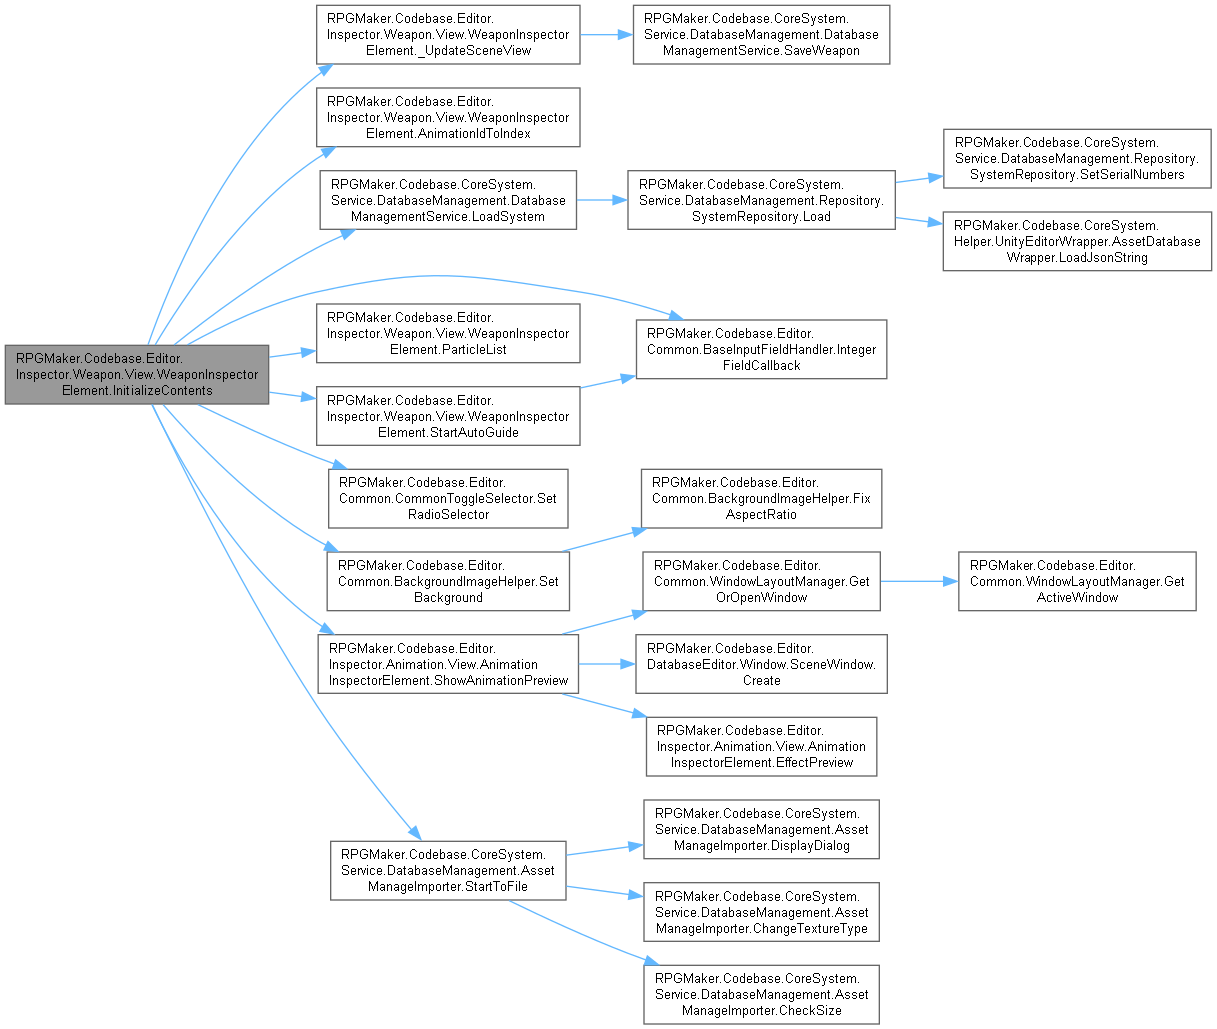 RPGMaker.Codebase.Editor.
Inspector.Weapon.View.WeaponInspector
Element.InitializeContents
RPGMaker.Codebase.Editor.
Inspector.Weapon.View.WeaponInspector
Element._UpdateSceneView
RPGMaker.Codebase.CoreSystem.
Service.DatabaseManagement.Database
ManagementService.SaveWeapon
RPGMaker.Codebase.Editor.
Inspector.Weapon.View.WeaponInspector
Element.AnimationIdToIndex
RPGMaker.Codebase.CoreSystem.
Service.DatabaseManagement.Database
ManagementService.LoadSystem
RPGMaker.Codebase.CoreSystem.
Service.DatabaseManagement.Repository.
SystemRepository.Load
RPGMaker.Codebase.CoreSystem.
Service.DatabaseManagement.Repository.
SystemRepository.SetSerialNumbers
RPGMaker.Codebase.CoreSystem.
Helper.UnityEditorWrapper.AssetDatabase
Wrapper.LoadJsonString
RPGMaker.Codebase.Editor.
Inspector.Weapon.View.WeaponInspector
Element.ParticleList
RPGMaker.Codebase.Editor.
Common.BaseInputFieldHandler.Integer
FieldCallback
RPGMaker.Codebase.Editor.
Inspector.Weapon.View.WeaponInspector
Element.StartAutoGuide
RPGMaker.Codebase.Editor.
Common.CommonToggleSelector.Set
RadioSelector
RPGMaker.Codebase.Editor.
Common.BackgroundImageHelper.Set
Background
RPGMaker.Codebase.Editor.
Common.BackgroundImageHelper.Fix
AspectRatio
RPGMaker.Codebase.Editor.
Inspector.Animation.View.Animation
InspectorElement.ShowAnimationPreview
RPGMaker.Codebase.Editor.
Common.WindowLayoutManager.Get
OrOpenWindow
RPGMaker.Codebase.Editor.
Common.WindowLayoutManager.Get
ActiveWindow
RPGMaker.Codebase.Editor.
DatabaseEditor.Window.SceneWindow.
Create
RPGMaker.Codebase.Editor.
Inspector.Animation.View.Animation
InspectorElement.EffectPreview
RPGMaker.Codebase.CoreSystem.
Service.DatabaseManagement.Asset
ManageImporter.StartToFile
RPGMaker.Codebase.CoreSystem.
Service.DatabaseManagement.Asset
ManageImporter.DisplayDialog
RPGMaker.Codebase.CoreSystem.
Service.DatabaseManagement.Asset
ManageImporter.ChangeTextureType
RPGMaker.Codebase.CoreSystem.
Service.DatabaseManagement.Asset
ManageImporter.CheckSize